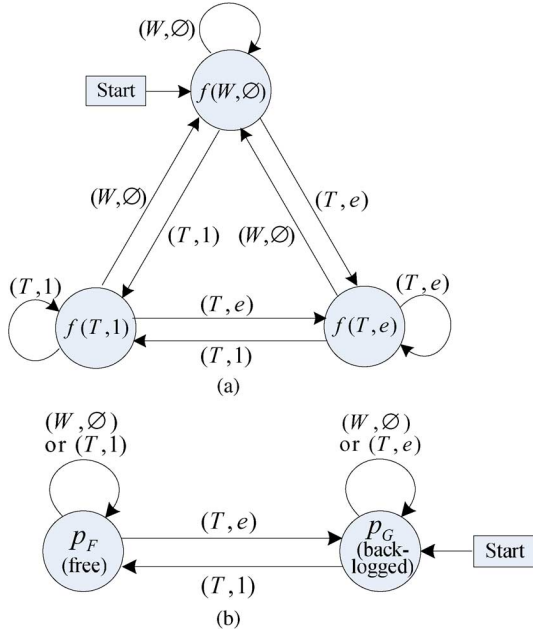 (W,∅)
Start
f(W,∅)
(W,∅)
(T,1)
(W,∅)
(T,e)
(T,1)
(T,e)
f(T,1)
(T,e)
f(T,e)
(T,1)
(a)
(W,∅)
or (T,1)
(W,∅)
or (T,e)
p_F
(free)
(T,e)
p_G
(back-
logged)
Start
(T,1)
(b)